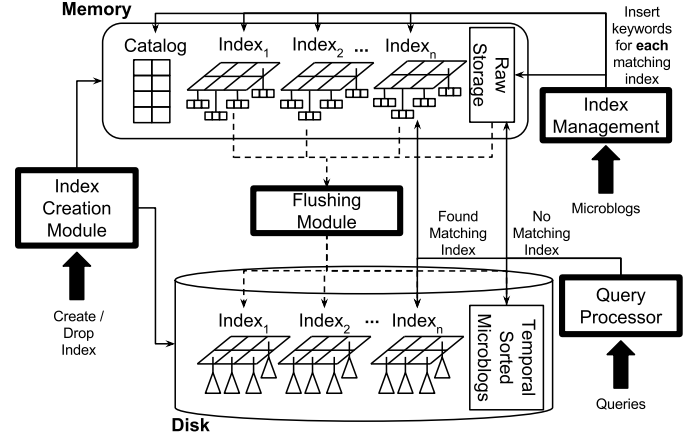 Memory
Catalog
Index1
Index2
...
Indexn
Raw
Storage
Insert
keywords
for each
matching
index
Index
Management
Microblogs
Index
Creation
Module
Create /
Drop
Index
Flushing
Module
Found
Matching
Index
No
Matching
Index
Query
Processor
Queries
Index1
Index2
...
Indexn
Temporal
Sorted
Microblogs
Disk